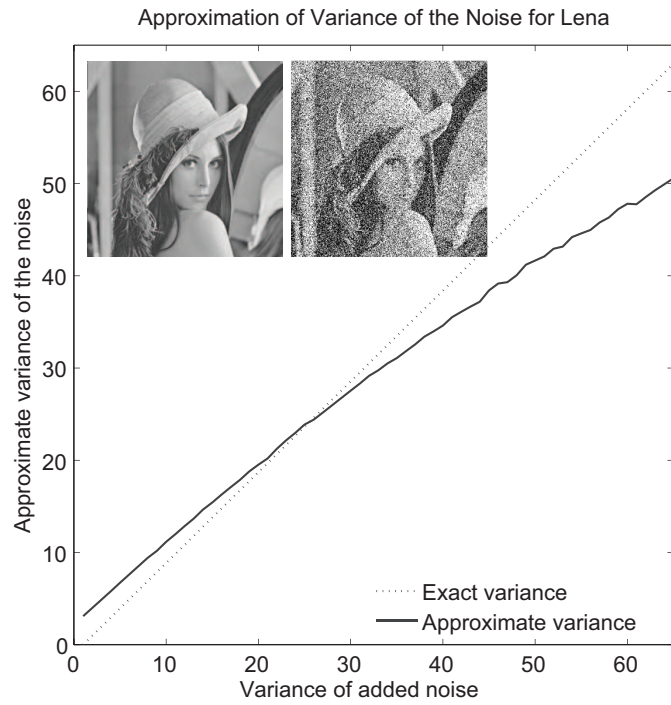 Approximation of Variance of the Noise for Lena
60
50
40
30
20
10
0
Approximate variance of the noise
Exact variance
Approximate variance
0 10 20 30 40 50 60
Variance of added noise